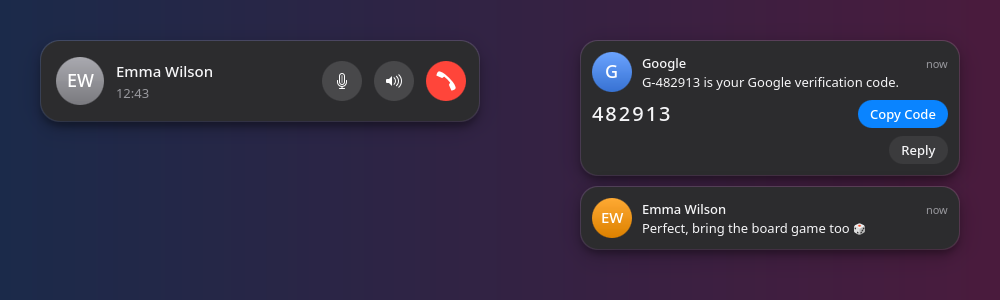 EW
Emma Wilson
12:43
G
Google
now
G-482913 is your Google verification code.
482913
Copy Code
Reply
EW
Emma Wilson
now
Perfect, bring the board game too 🎲